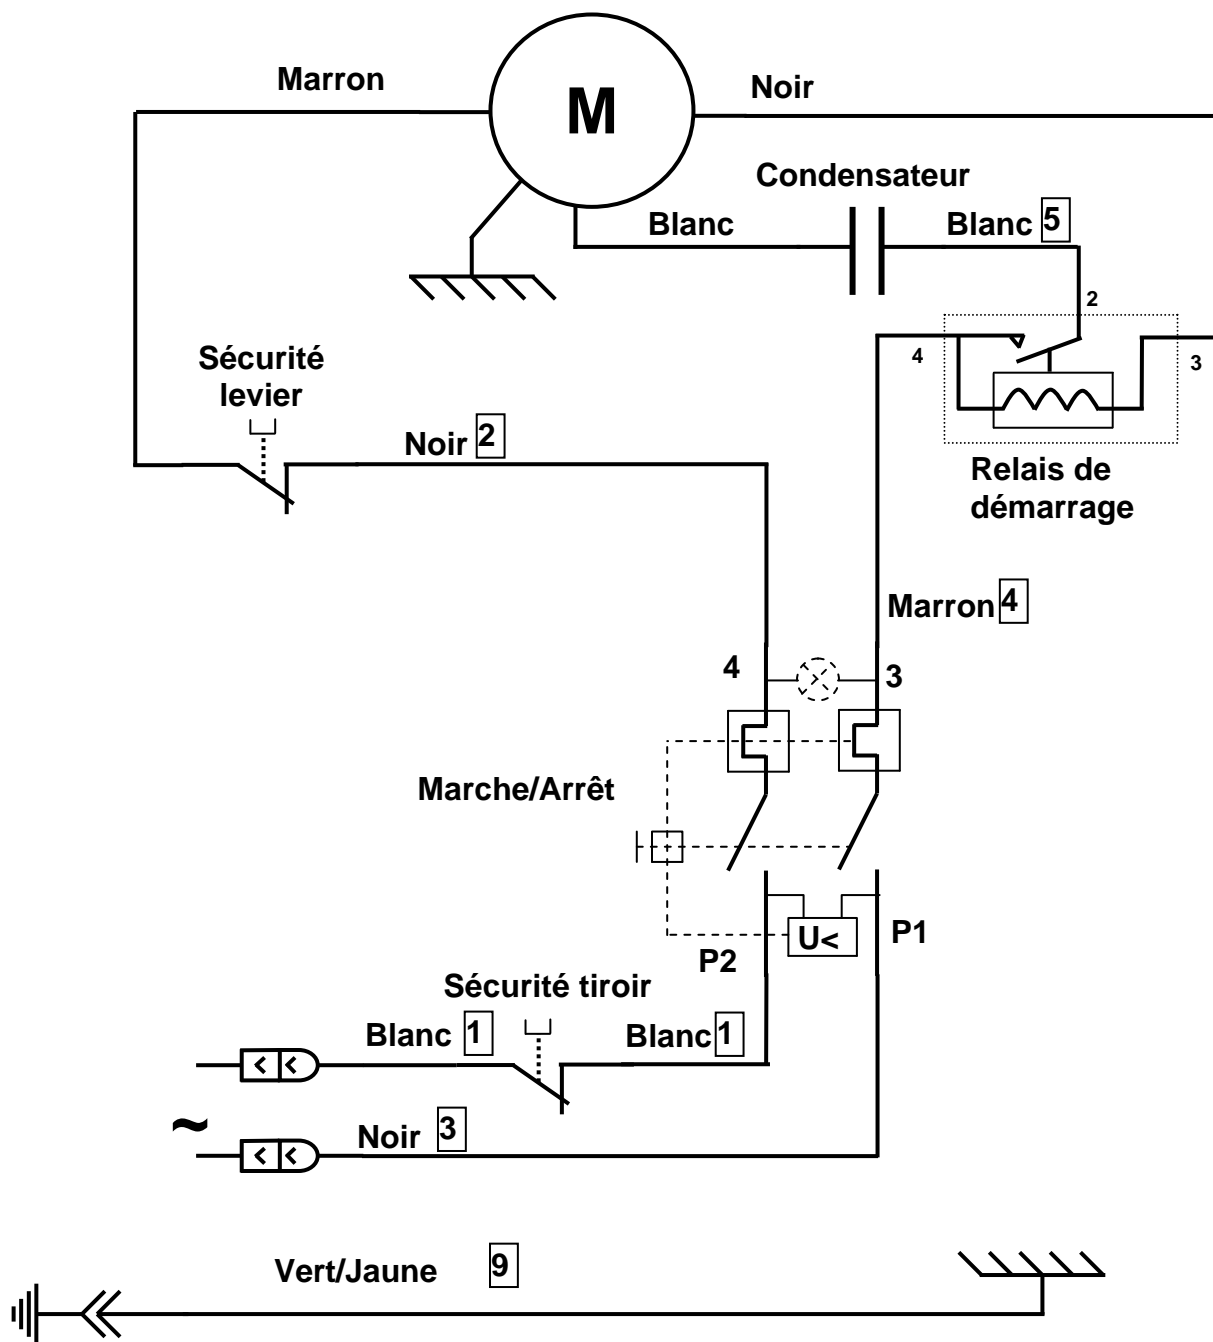 Marron
M
Noir
Condensateur
Blanc
Blanc 5
2
4
3
Sécurité
levier
Noir 2
Relais de
démarrage
Marron 4
4
3
Marche/Arrêt
U<
P1
P2
Sécurité tiroir
Blanc 1
Blanc 1
~
Noir 3
Vert/Jaune 9